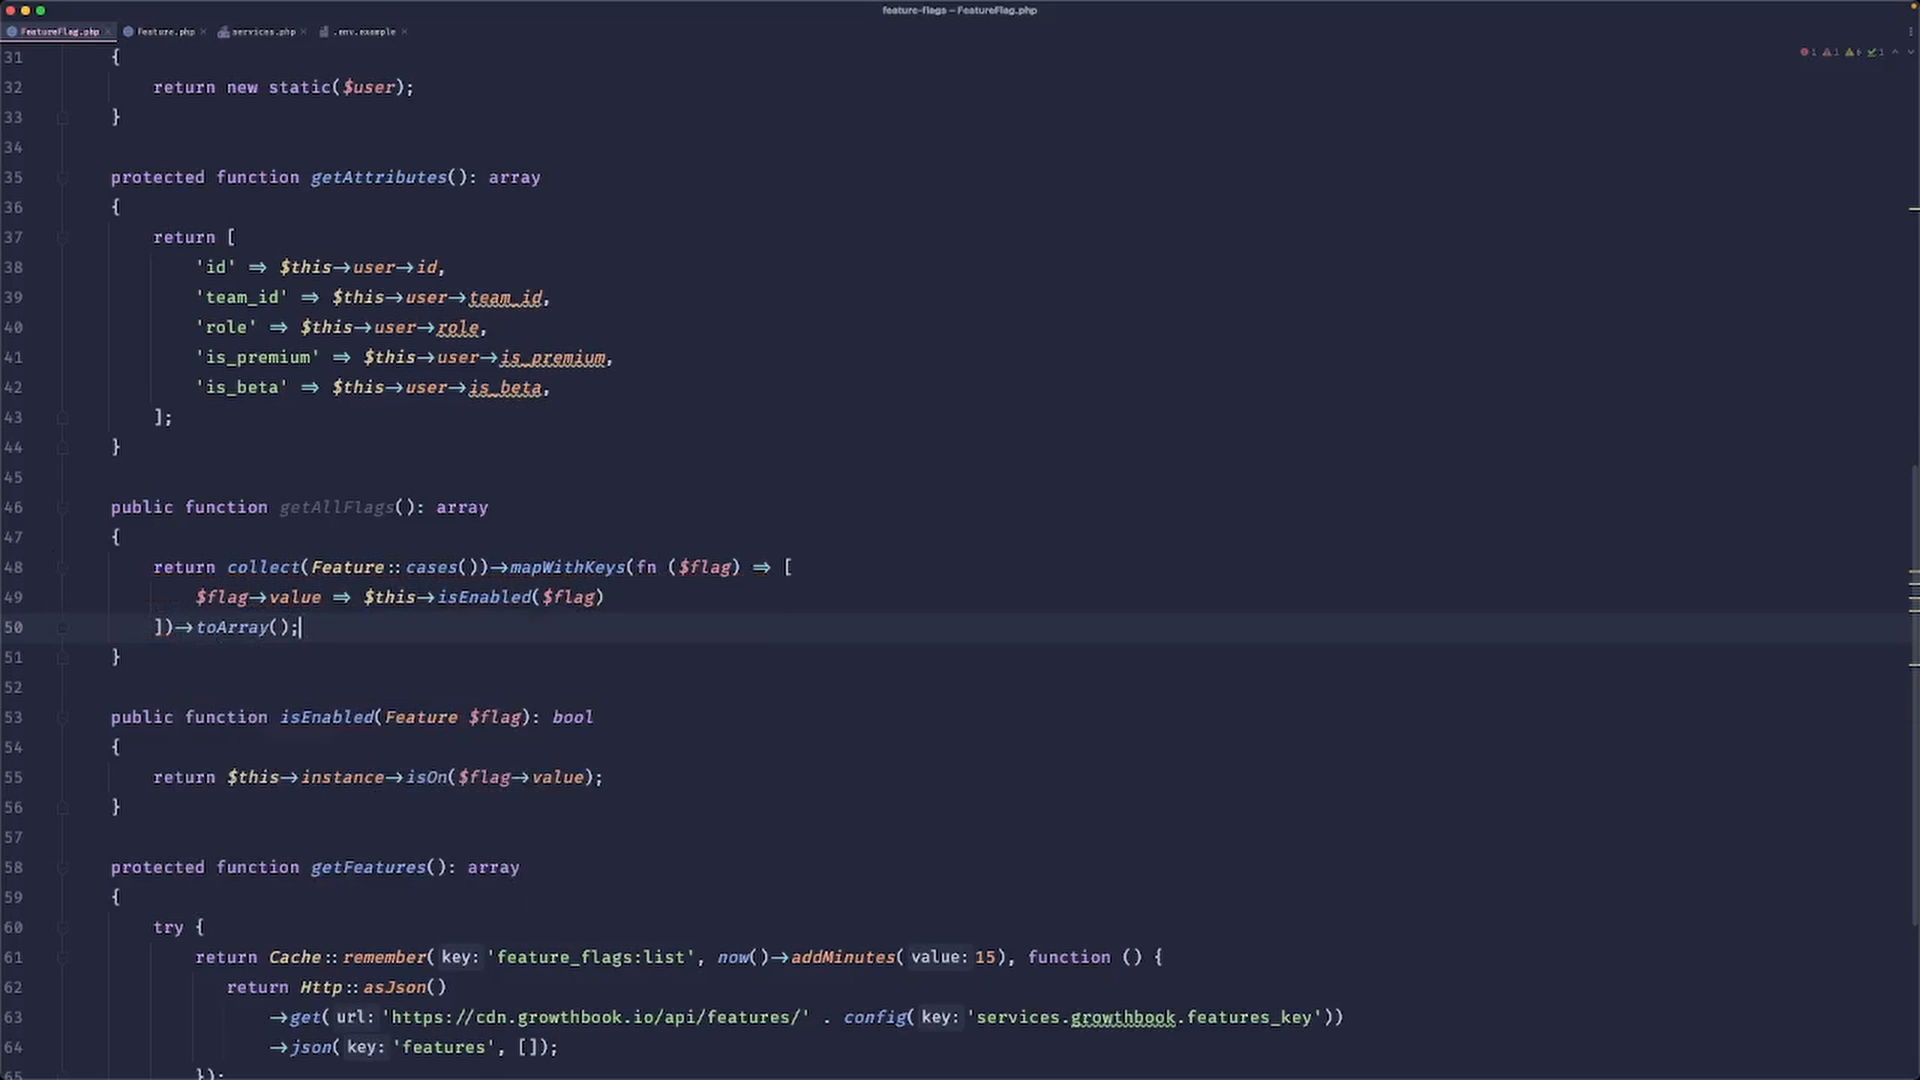 feature-flags – FeatureFlag.php
FeatureFlag.php × Feature.php × services.php × .env.example ×
1 1 6 1
31 {
32 return new static($user);
33 }
34
35 protected function getAttributes(): array
36 {
37 return [
38 'id' => $this->user->id,
39 'team_id' => $this->user->team_id,
40 'role' => $this->user->role,
41 'is_premium' => $this->user->is_premium,
42 'is_beta' => $this->user->is_beta,
43 ];
44 }
45
46 public function getAllFlags(): array
47 {
48 return collect(Feature::cases())->mapWithKeys(fn ($flag) => [
49 $flag->value => $this->isEnabled($flag)
50 ])->toArray();
51 }
52
53 public function isEnabled(Feature $flag): bool
54 {
55 return $this->instance->isOn($flag->value);
56 }
57
58 protected function getFeatures(): array
59 {
60 try {
61 return Cache::remember( key: 'feature_flags:list', now()->addMinutes( value: 15), function () {
62 return Http::asJson()
63 ->get( url: 'https://cdn.growthbook.io/api/features/' . config( key: 'services.growthbook.features_key'))
64 ->json( key: 'features', []);
65 });